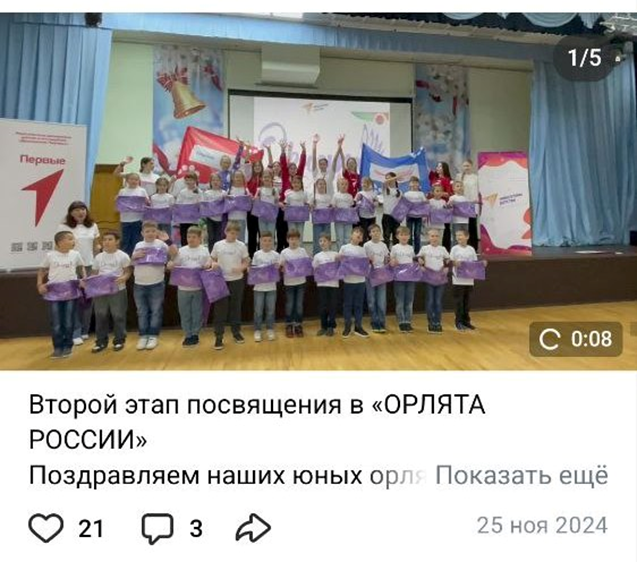 1/5
Первые
0:08
Второй этап посвящения в «ОРЛЯТА
РОССИИ»
Поздравляем наших юных орля Показать ещё
21 3
25 ноя 2024